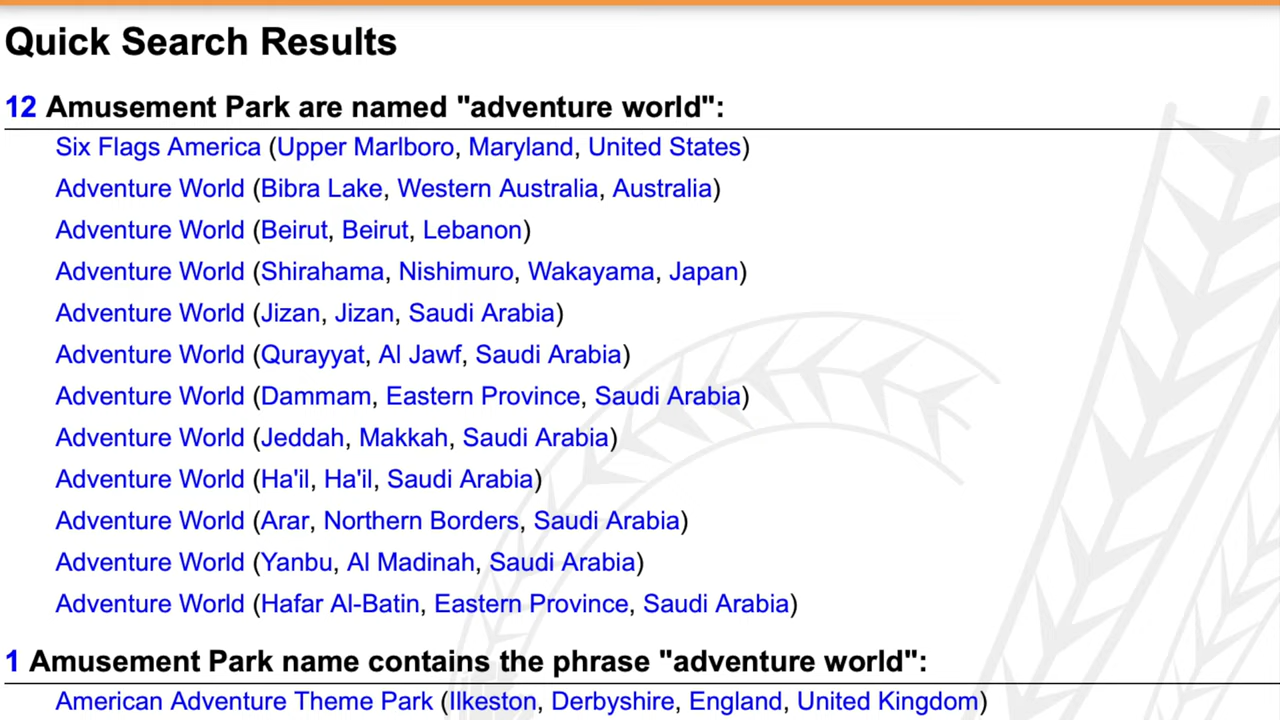 Quick Search Results
12 Amusement Park are named "adventure world":
Six Flags America (Upper Marlboro, Maryland, United States)
Adventure World (Bibra Lake, Western Australia, Australia)
Adventure World (Beirut, Beirut, Lebanon)
Adventure World (Shirahama, Nishimuro, Wakayama, Japan)
Adventure World (Jizan, Jizan, Saudi Arabia)
Adventure World (Qurayyat, Al Jawf, Saudi Arabia)
Adventure World (Dammam, Eastern Province, Saudi Arabia)
Adventure World (Jeddah, Makkah, Saudi Arabia)
Adventure World (Ha'il, Ha'il, Saudi Arabia)
Adventure World (Arar, Northern Borders, Saudi Arabia)
Adventure World (Yanbu, Al Madinah, Saudi Arabia)
Adventure World (Hafar Al-Batin, Eastern Province, Saudi Arabia)
1 Amusement Park name contains the phrase "adventure world":
American Adventure Theme Park (Ilkeston, Derbyshire, England, United Kingdom)